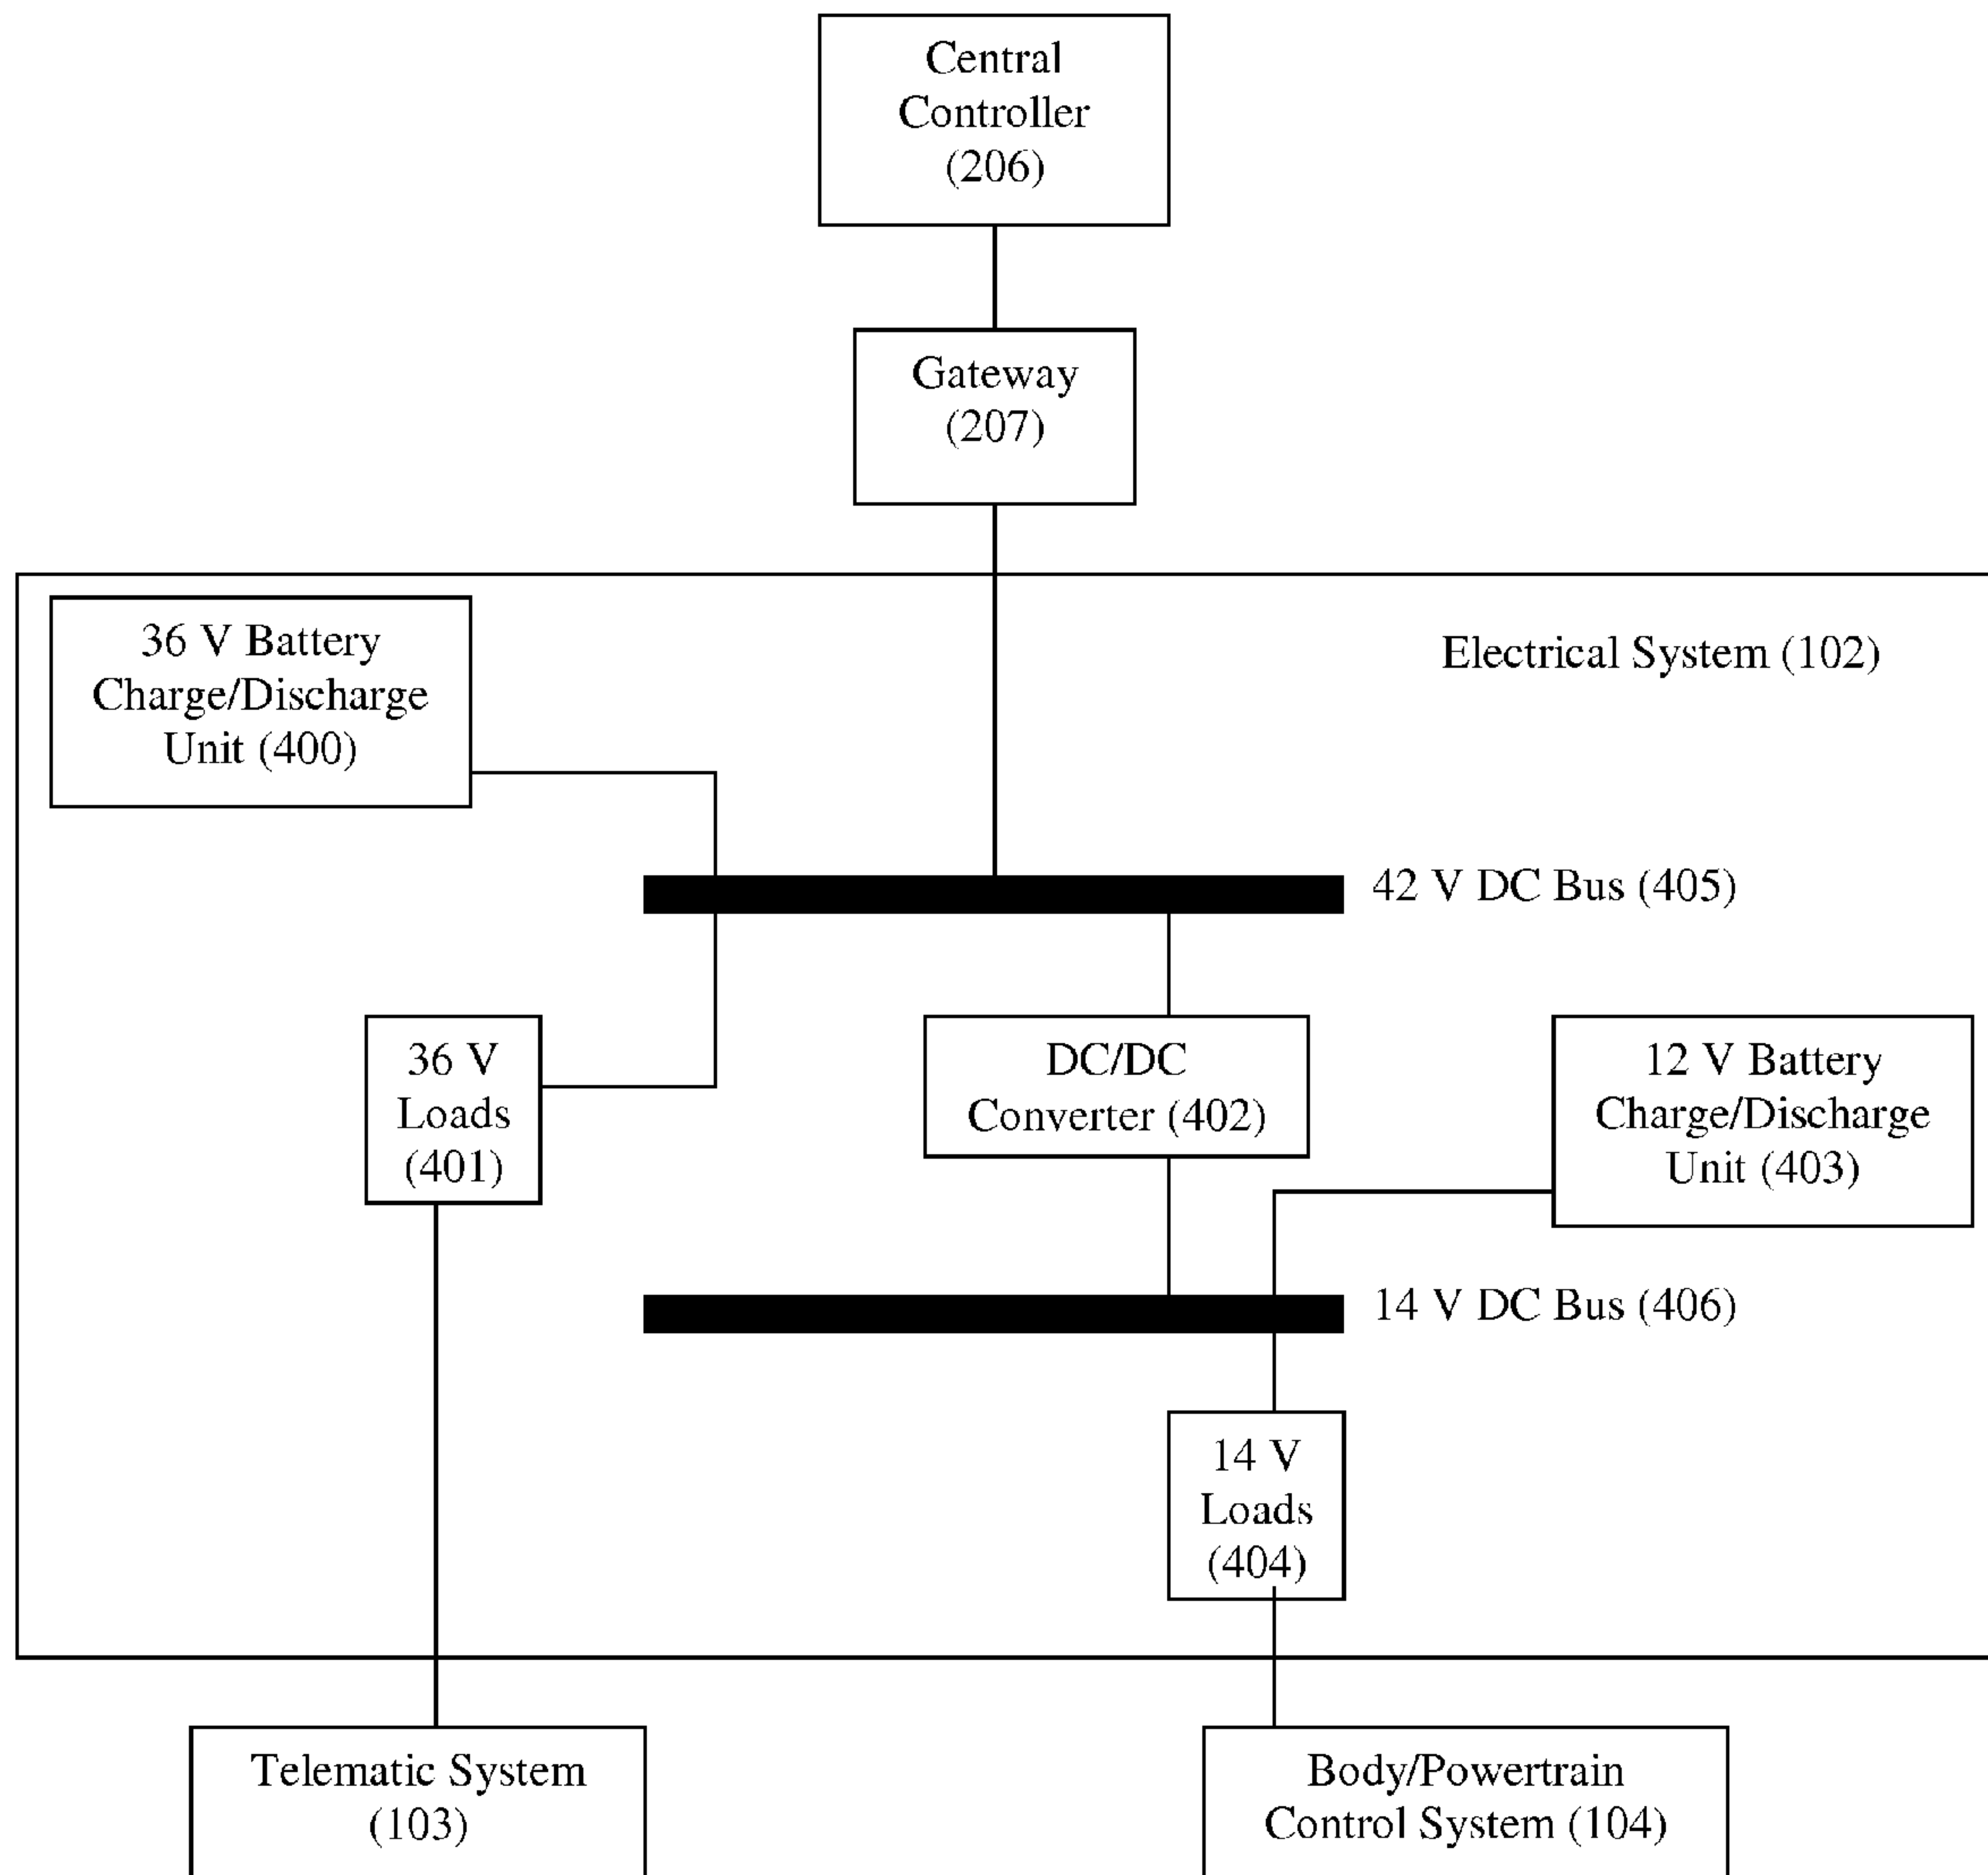 Central
Controller
(206)
Gateway
(207)
36 V Battery
Charge/Discharge
Unit (400)
Electrical System (102)
42 V DC Bus (405)
36 V
Loads
(401)
DC/DC
Converter (402)
12 V Battery
Charge/Discharge
Unit (403)
14 V DC Bus (406)
14 V
Loads
(404)
Telematic System
(103)
Body/Powertrain
Control System (104)